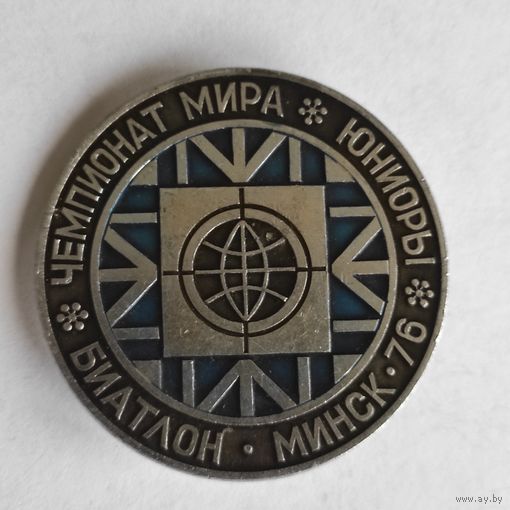 ЧЕМПИОНАТ МИРА * ЮНИОРЫ *
БИАТЛОН · МИНСК · 76 *
www.ay.by